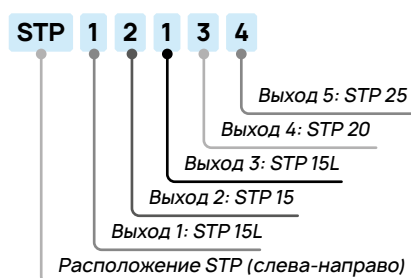 STP 1 2 1 3 4
Выход 5: STP 25
Выход 4: STP 20
Выход 3: STP 15L
Выход 2: STP 15
Выход 1: STP 15L
Расположение STP (слева-направо)